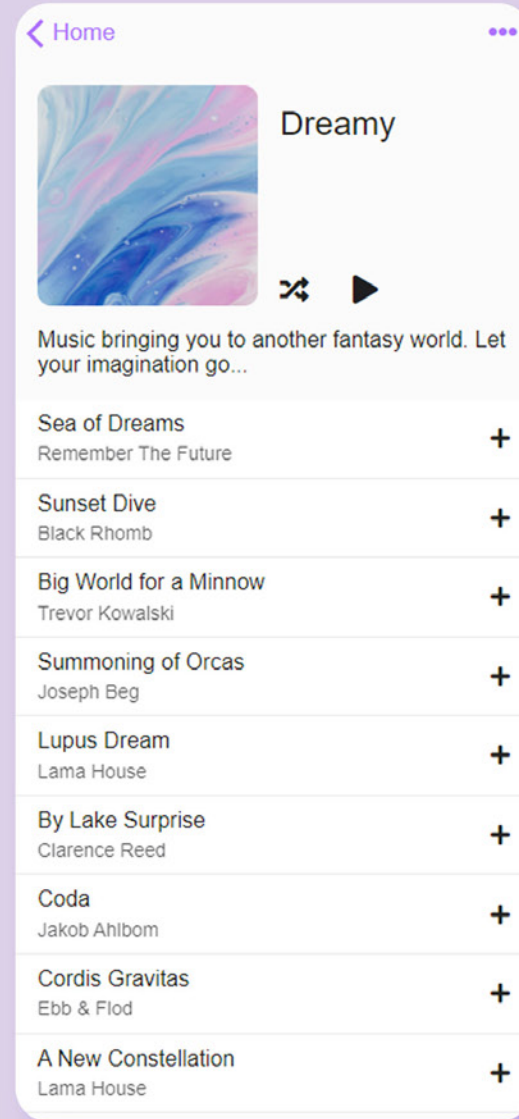 Home
Dreamy
Music bringing you to another fantasy world. Let
your imagination go...
Sea of Dreams
Remember The Future
Sunset Dive
Black Rhomb
Big World for a Minnow
Trevor Kowalski
Summoning of Orcas
Joseph Beg
Lupus Dream
Lama House
By Lake Surprise
Clarence Reed
Coda
Jakob Ahlbom
Cordis Gravitas
Ebb & Flod
A New Constellation
Lama House